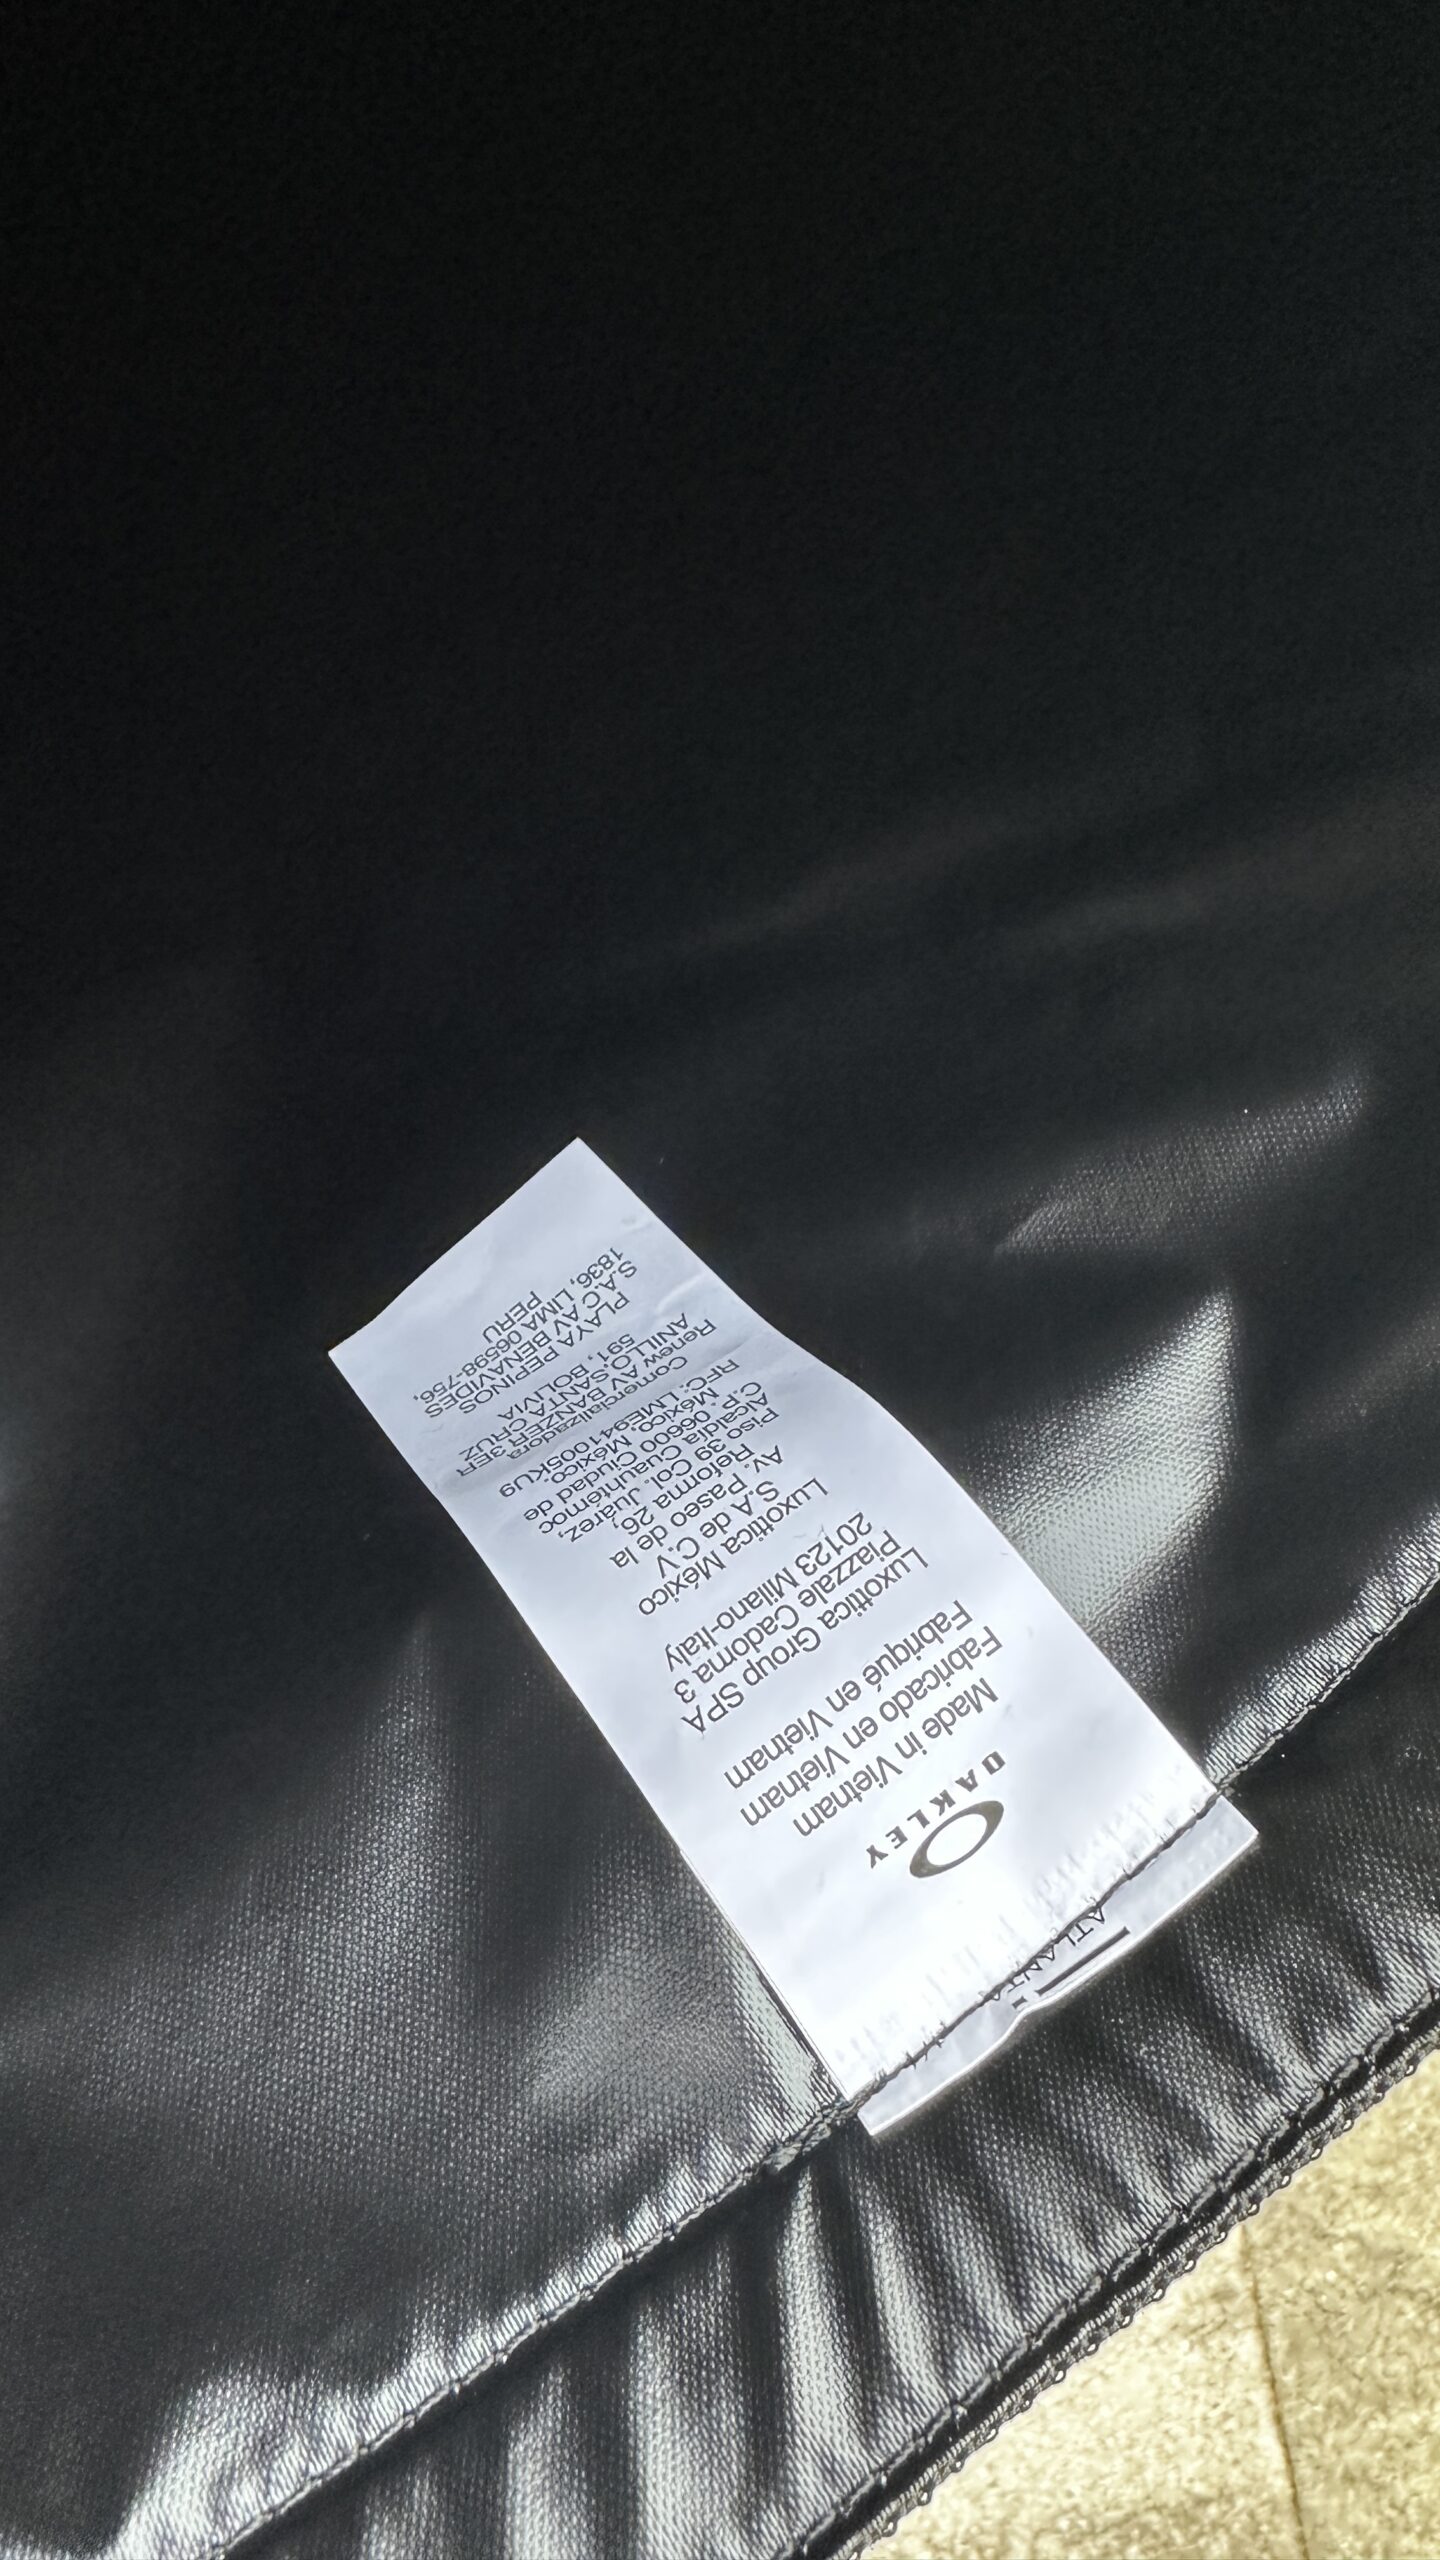 OAKLEY
Made in Vietnam
Fabricado en Vietnam
Fabriqué en Vietnam
Luxottica Group SPA
Piazzale Cadorna 3
20123 Milano-Italy
Luxottica México
S.A de C.V
Av. Paseo de la
Reforma 26,
Piso 39 Col. Juárez,
Alcaldía Cuauhtémoc
C.P. 06600 Ciudad de
México, México.
RFC: LME941005KU9
Comercializadora
Renew AV BANZER 3ER
ANILLO,SANTA CRUZ
591, BOLIVIA
PLAYA PEPINOS
S.A.C AV BENAVIDES
1836, LIMA 06598-756,
PERU